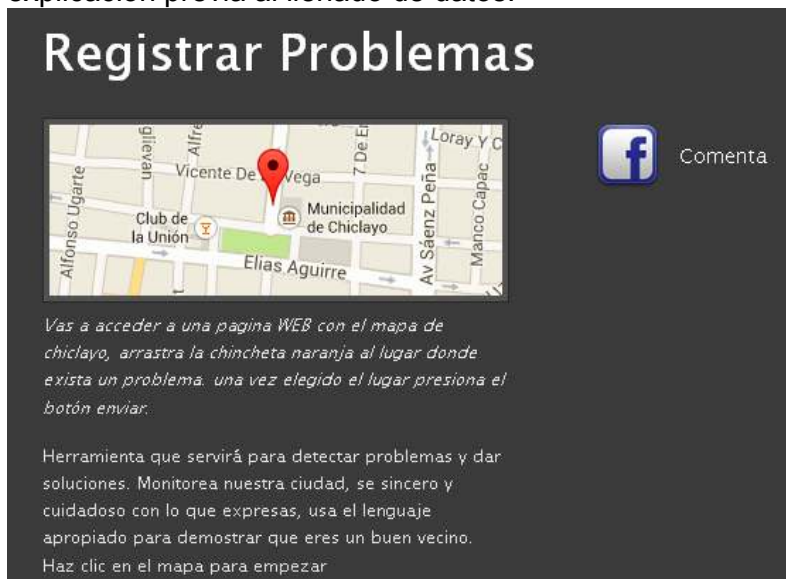 explicación previa al llenado de datos.
Registrar Problemas
Loray Y C
Vicente De
Vega
7 De En
Alfre
Alfonso Ugarte
Club de
la Unión
Municipalidad
de Chiclayo
Av Sáenz Peña
Manco Capac
Elias Aguirre
Comenta
Vas a acceder a una pagina WEB con el mapa de
chiclayo, arrastra la chincheta naranja al lugar donde
exista un problema. una vez elegido el lugar presiona el
botón enviar.
Herramienta que servirá para detectar problemas y dar
soluciones. Monitorea nuestra ciudad, se sincero y
cuidadoso con lo que expresas, usa el lenguaje
apropiado para demostrar que eres un buen vecino.
Haz clic en el mapa para empezar